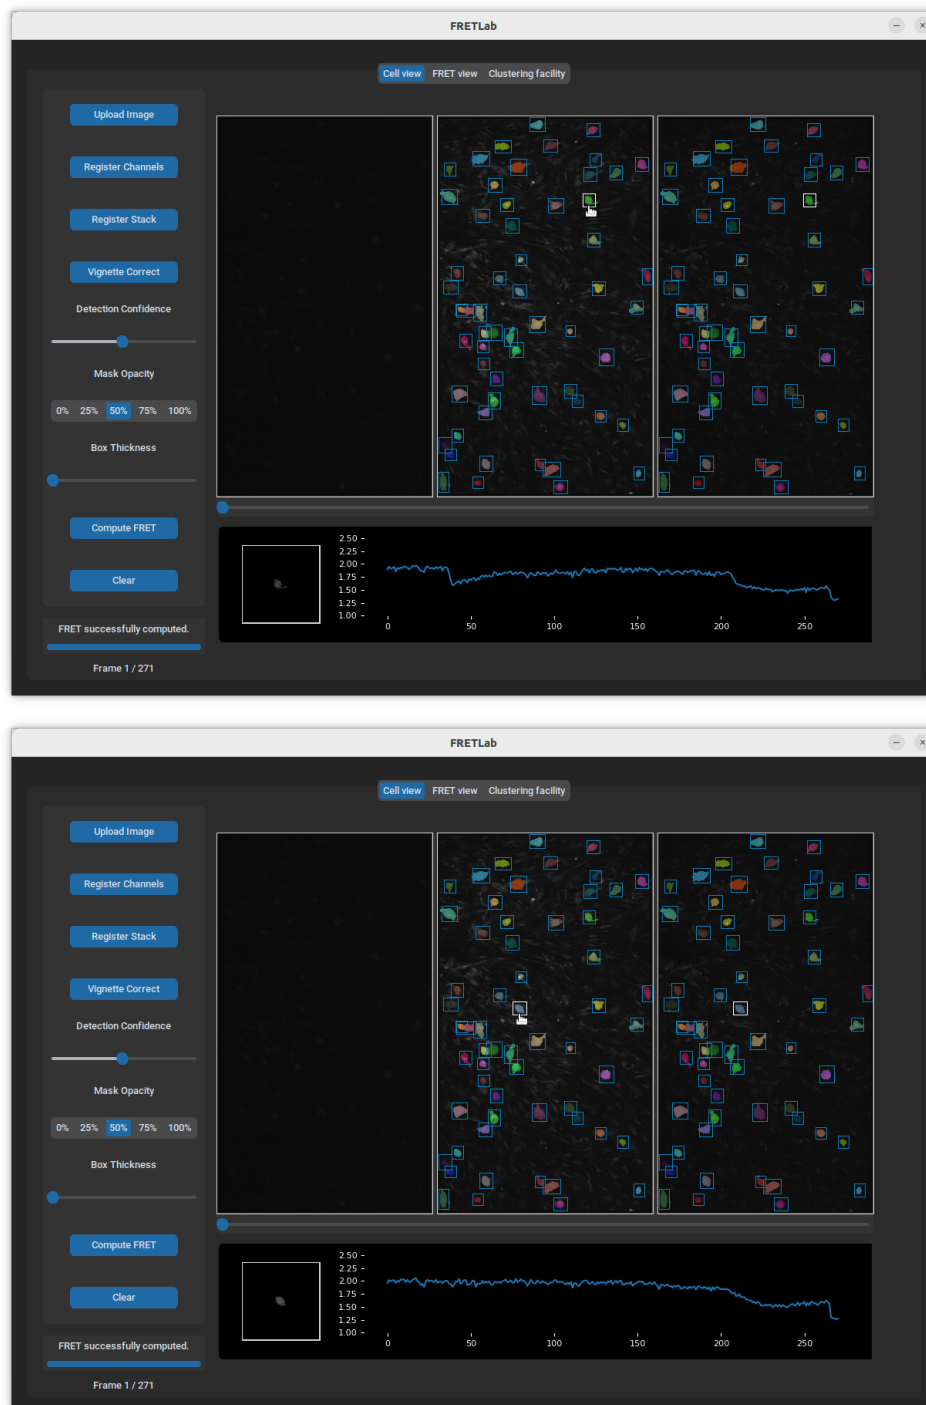 FRETLab
Cell view FRET view Clustering facility
Upload Image
Register Channels
Register Stack
Vignette Correct
Detection Confidence
Mask Opacity
0% 25% 50% 75% 100%
Box Thickness
Compute FRET
Clear
FRET successfully computed.
Frame 1 / 271
2.50
2.25
2.00
1.75
1.50
1.25
1.00
0 50 100 150 200 250
FRETLab
Cell view FRET view Clustering facility
Upload Image
Register Channels
Register Stack
Vignette Correct
Detection Confidence
Mask Opacity
0% 25% 50% 75% 100%
Box Thickness
Compute FRET
Clear
FRET successfully computed.
Frame 1 / 271
2.50
2.25
2.00
1.75
1.50
1.25
1.00
0 50 100 150 200 250